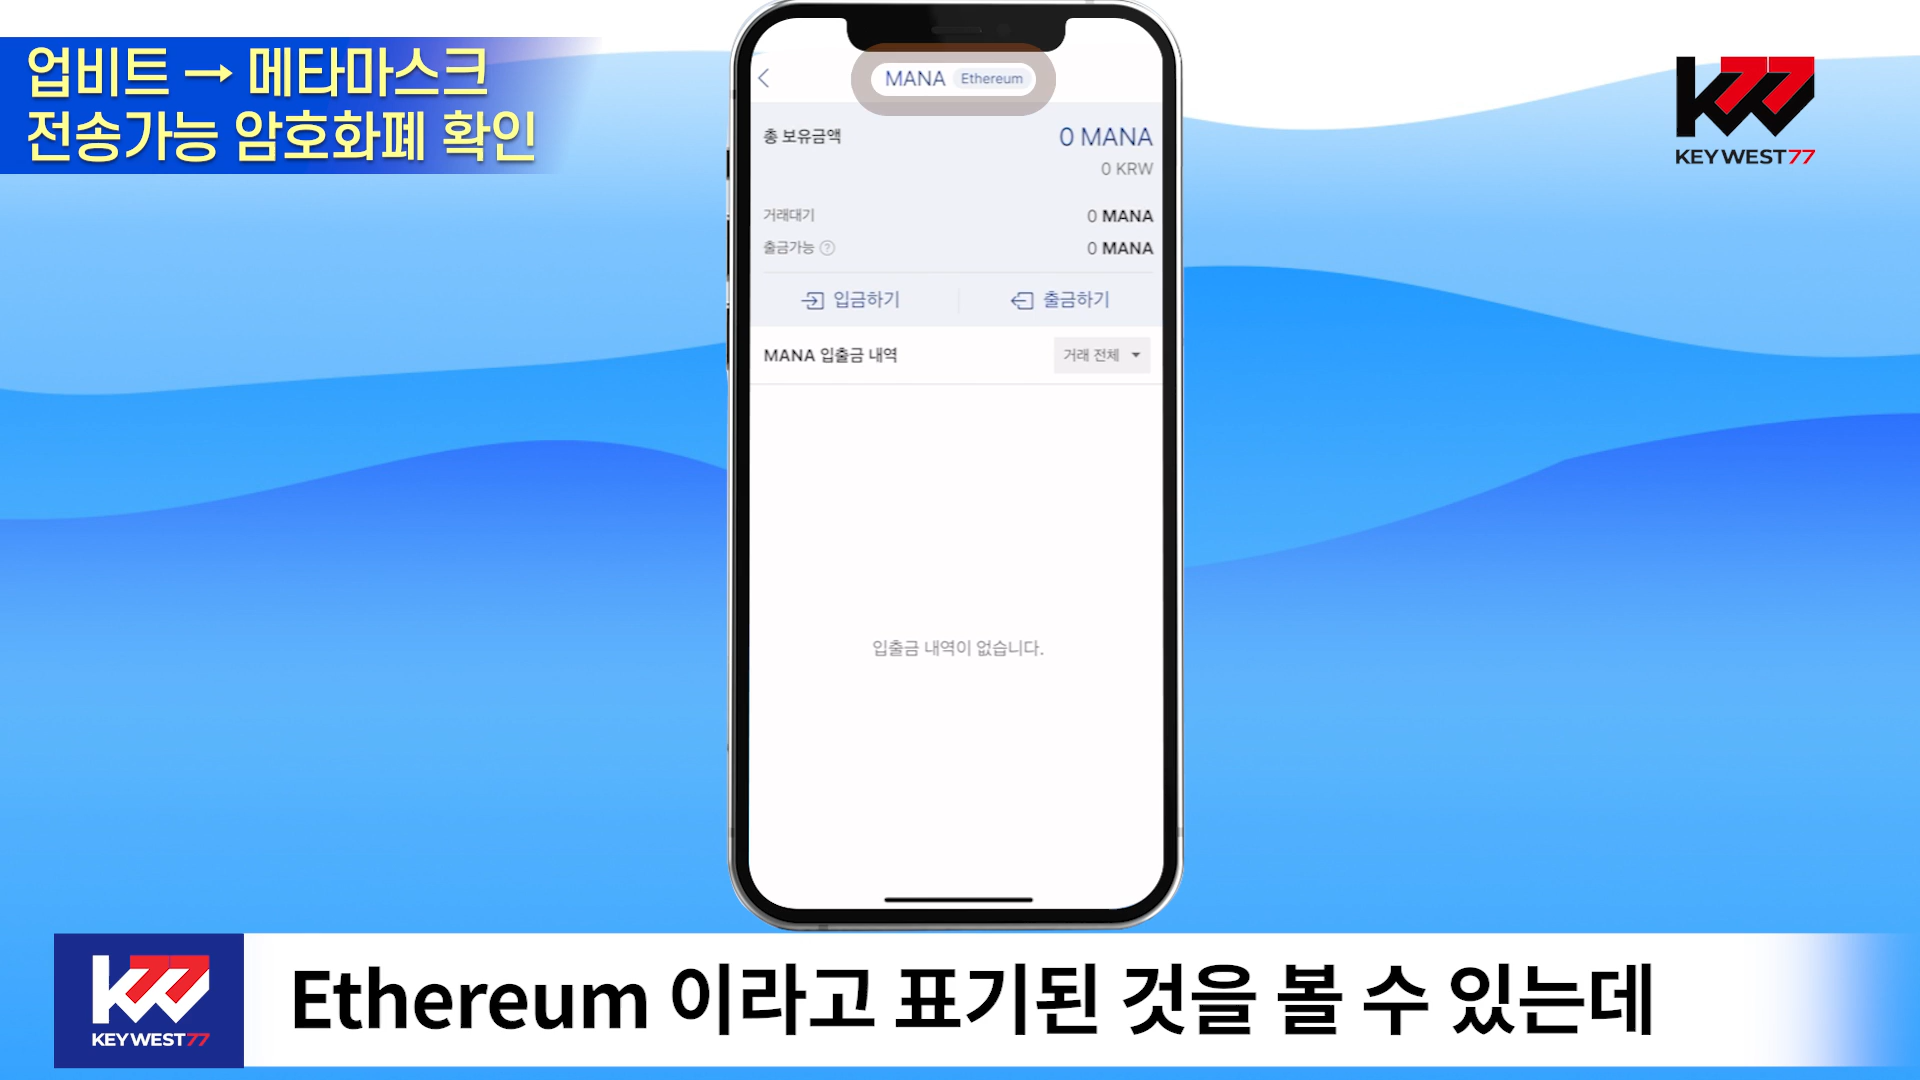 업비트 → 메타마스크
전송가능 암호화폐 확인
K77
KEYWEST77
MANA Ethereum
총 보유금액 0 MANA
0 KRW
거래대기 0 MANA
출금가능 ? 0 MANA
입금하기 출금하기
MANA 입출금 내역 거래 전체
입출금 내역이 없습니다.
K77
KEYWEST77
Ethereum 이라고 표기된 것을 볼 수 있는데